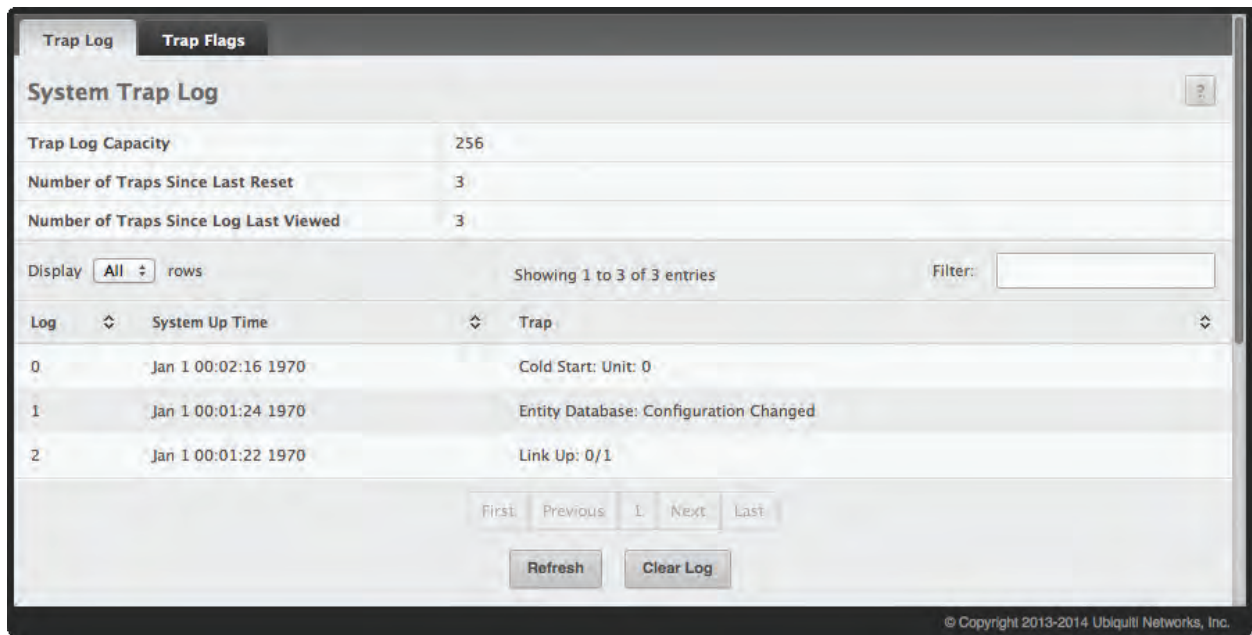 Trap Log Trap Flags
System Trap Log ?
Trap Log Capacity 256
Number of Traps Since Last Reset 3
Number of Traps Since Log Last Viewed 3
Display All rows Showing 1 to 3 of 3 entries Filter:
Log System Up Time Trap
0 Jan 1 00:02:16 1970 Cold Start: Unit: 0
1 Jan 1 00:01:24 1970 Entity Database: Configuration Changed
2 Jan 1 00:01:22 1970 Link Up: 0/1
First Previous 1 Next Last
Refresh Clear Log
© Copyright 2013-2014 Ubiquiti Networks, Inc.